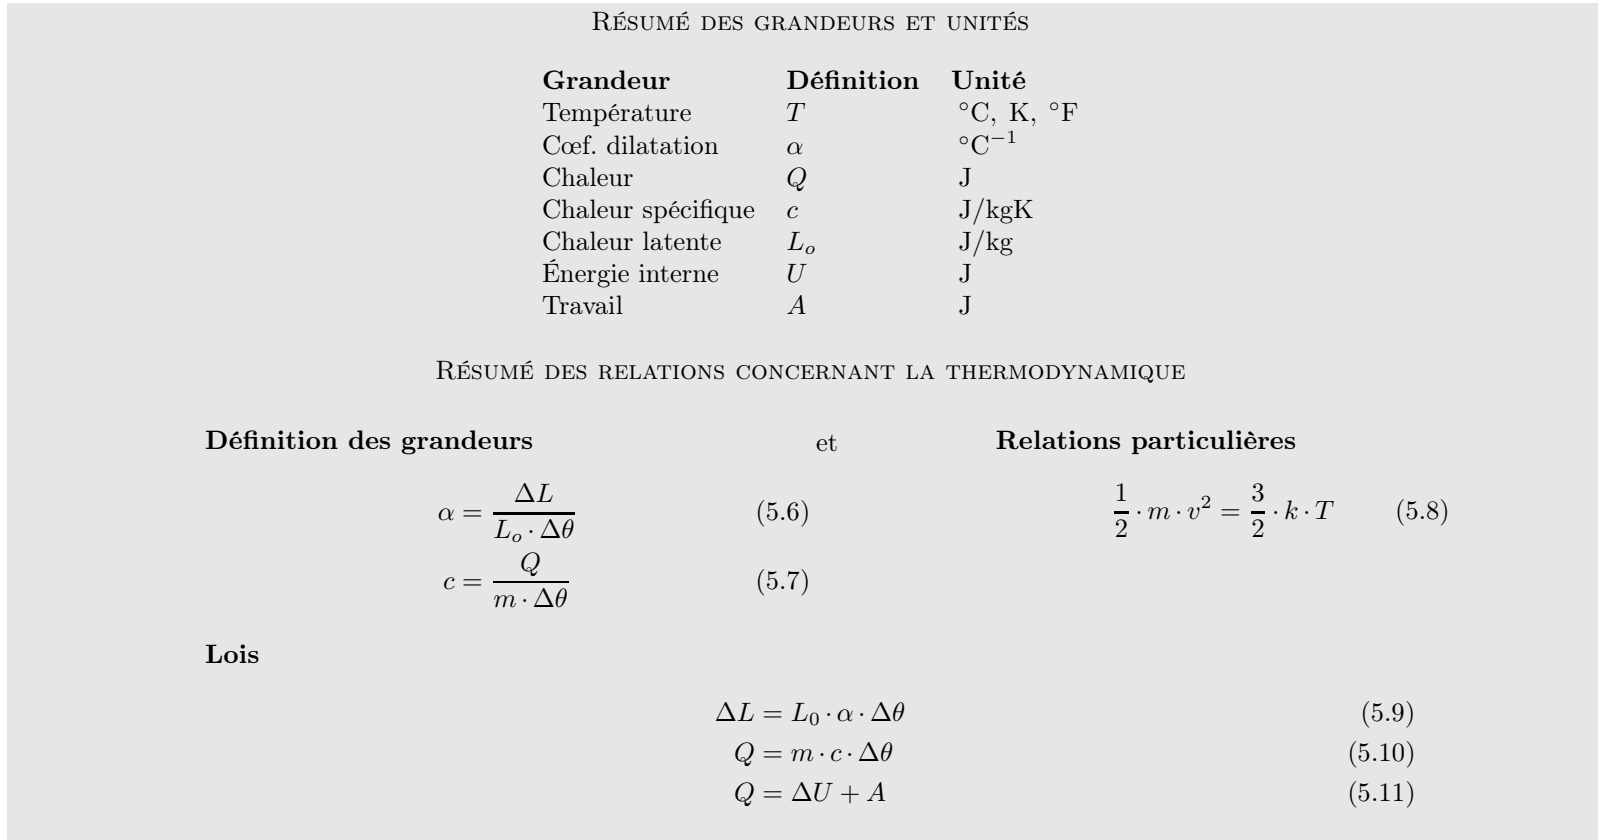 RÉSUMÉ DES GRANDEURS ET UNITÉS
Grandeur Définition Unité
Température T °C, K, °F
Cœf. dilatation α °C⁻¹
Chaleur Q J
Chaleur spécifique c J/kgK
Chaleur latente Lₒ J/kg
Énergie interne U J
Travail A J
RÉSUMÉ DES RELATIONS CONCERNANT LA THERMODYNAMIQUE
Définition des grandeurs et Relations particulières
α = ΔL / (Lₒ · Δθ) (5.6) 1/2 · m · v² = 3/2 · k · T (5.8)
c = Q / (m · Δθ) (5.7)
Lois
ΔL = L₀ · α · Δθ (5.9)
Q = m · c · Δθ (5.10)
Q = ΔU + A (5.11)